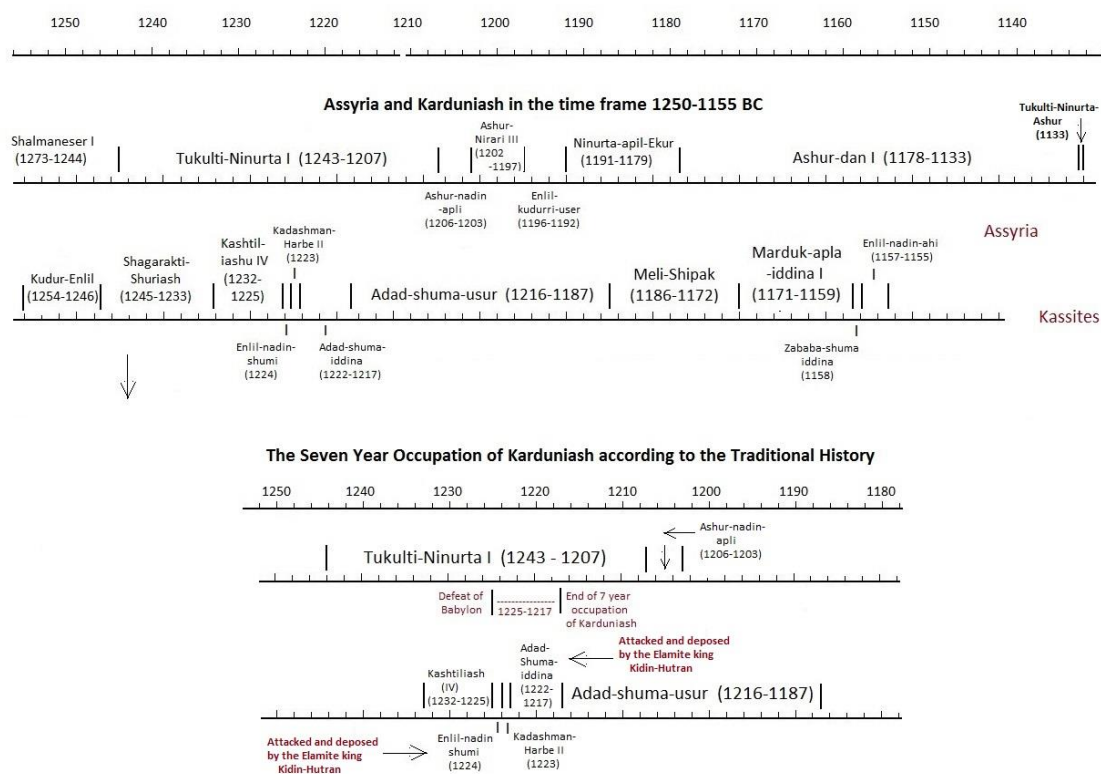 1250 1240 1220 1210 1200 1190 1180 1170 1160 1150 1140
Assyria and Karduniash in the time frame 1250-1155 BC
Tukulti-Ninurta-
Ashur
(1133)
Shalmaneser I
(1273-1244)
Tukulti-Ninurta I (1243-1207)
Ashur-
Nirari III
(1202
-1197)
Ninurta-apil-Ekur
(1191-1179)
Ashur-dan I (1178-1133)
Ashur-nadin
-apli
(1206-1203)
Enlil-
kudurri-user
(1196-1192)
Assyria
Kudur-Enlil
(1254-1246)
Shagarakti-
Shuriash
(1245-1233)
Kashtil-
iashu IV
(1232-
1225)
Kadashman-
Harbe II
(1223)
Adad-shuma-usur (1216-1187)
Meli-Shipak
(1186-1172)
Marduk-apla
-iddina I
(1171-1159)
Enlil-nadin-ahi
(1157-1155)
Kassites
Enlil-nadin-
shumi
(1224)
Adad-shuma-
iddina
(1222-1217)
Zababa-shuma
iddina
(1158)
The Seven Year Occupation of Karduniash according to the Traditional History
1250 1240 1230 1220 1210 1200 1190 1180
Tukulti-Ninurta I (1243 - 1207)
Ashur-nadin-
apli
(1206-1203)
Defeat of
Babylon
1225-1217
End of 7 year
occupation
of Karduniash
Attacked and deposed
by the Elamite king
Kidin-Hutran
Kashtiliash
(IV)
(1232-1225)
Adad-
Shuma-
iddina
(1222-
1217)
Adad-shuma-usur (1216-1187)
Attacked and deposed
by the Elamite king
Kidin-Hutran
Enlil-nadin
shumi
(1224)
Kadashman-
Harbe II
(1223)